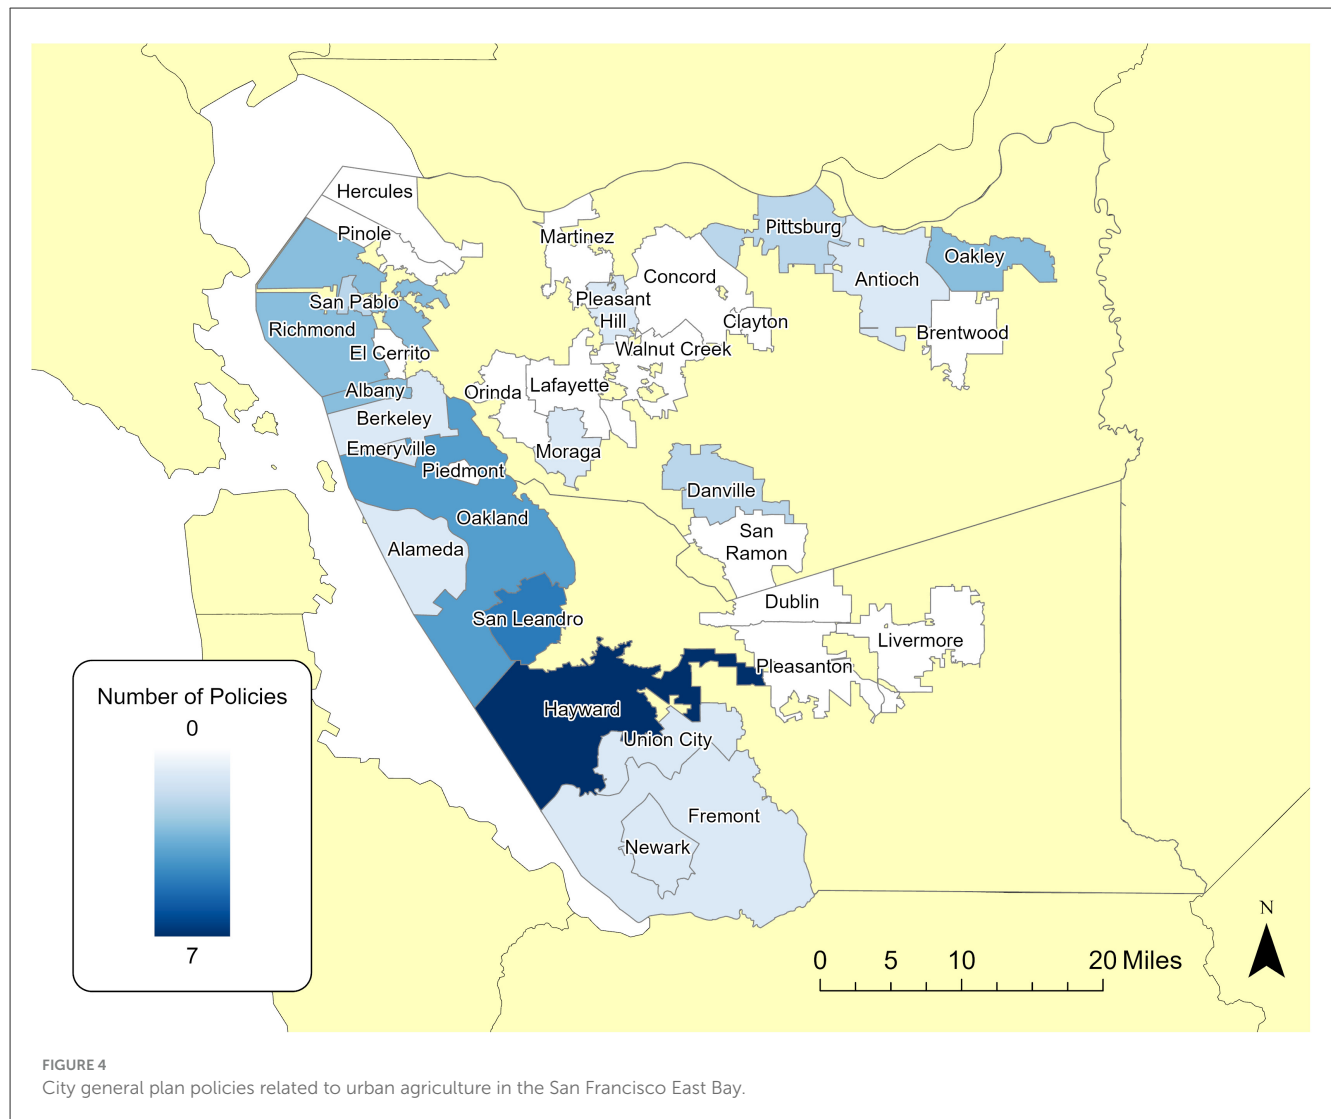 Hercules
Pinole
Martinez
Pittsburg
Concord
Antioch
Oakley
San Pablo
Pleasant
Hill
Richmond
Clayton
Brentwood
El Cerrito
Walnut Creek
Albany
Orinda
Lafayette
Berkeley
Emeryville
Moraga
Piedmont
Danville
Oakland
San
Ramon
Alameda
Dublin
San Leandro
Livermore
Pleasanton
Hayward
Union City
Fremont
Newark
Number of Policies
0
7
N
0 5 10 20 Miles
FIGURE 4
City general plan policies related to urban agriculture in the San Francisco East Bay.